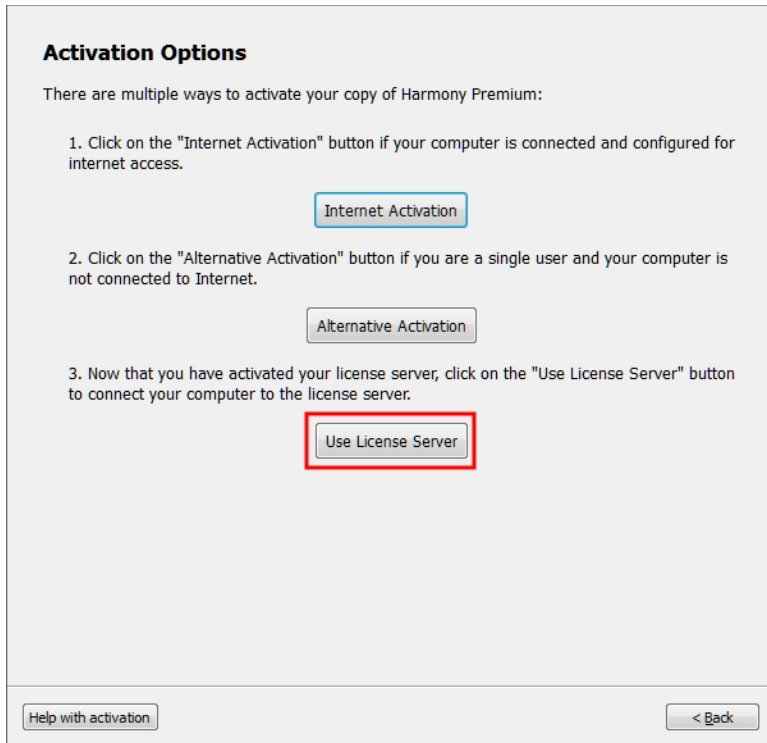 Activation Options
There are multiple ways to activate your copy of Harmony Premium:
1. Click on the "Internet Activation" button if your computer is connected and configured for
internet access.
Internet Activation
2. Click on the "Alternative Activation" button if you are a single user and your computer is
not connected to Internet.
Alternative Activation
3. Now that you have activated your license server, click on the "Use License Server" button
to connect your computer to the license server.
Use License Server
Help with activation
< Back